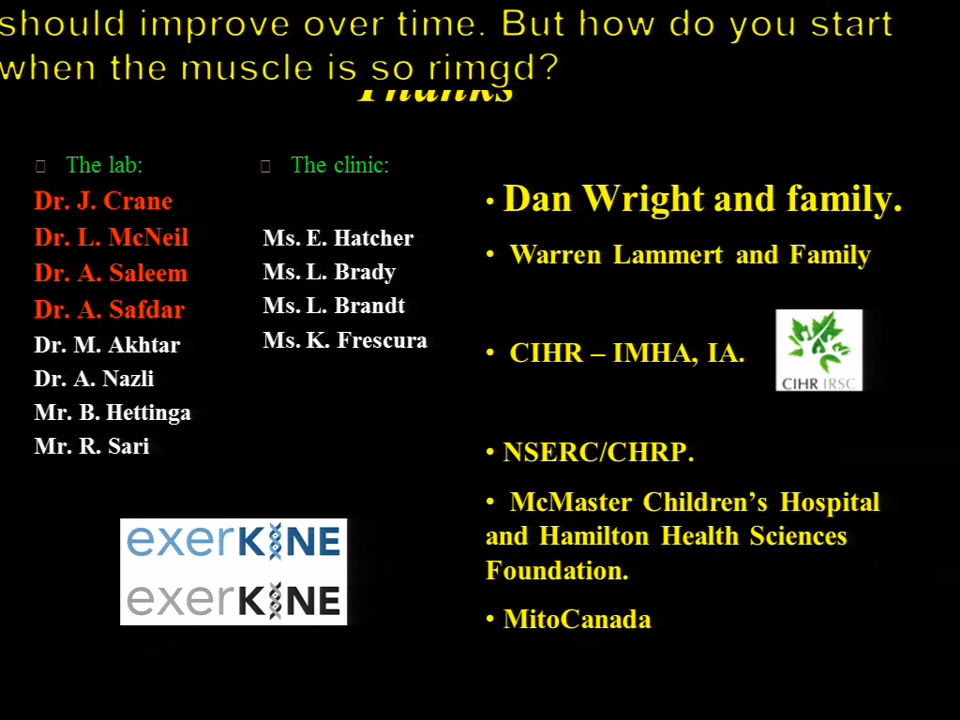 should improve over time. But how do you start
when the muscle is so rimgd?
Thanks
The lab:
Dr. J. Crane
Dr. L. McNeil
Dr. A. Saleem
Dr. A. Safdar
Dr. M. Akhtar
Dr. A. Nazli
Mr. B. Hettinga
Mr. R. Sari
The clinic:
Ms. E. Hatcher
Ms. L. Brady
Ms. L. Brandt
Ms. K. Frescura
• Dan Wright and family.
• Warren Lammert and Family
• CIHR – IMHA, IA.
CIHR IRSC
• NSERC/CHRP.
• McMaster Children’s Hospital
and Hamilton Health Sciences
Foundation.
• MitoCanada
exerKINE
exerKINE